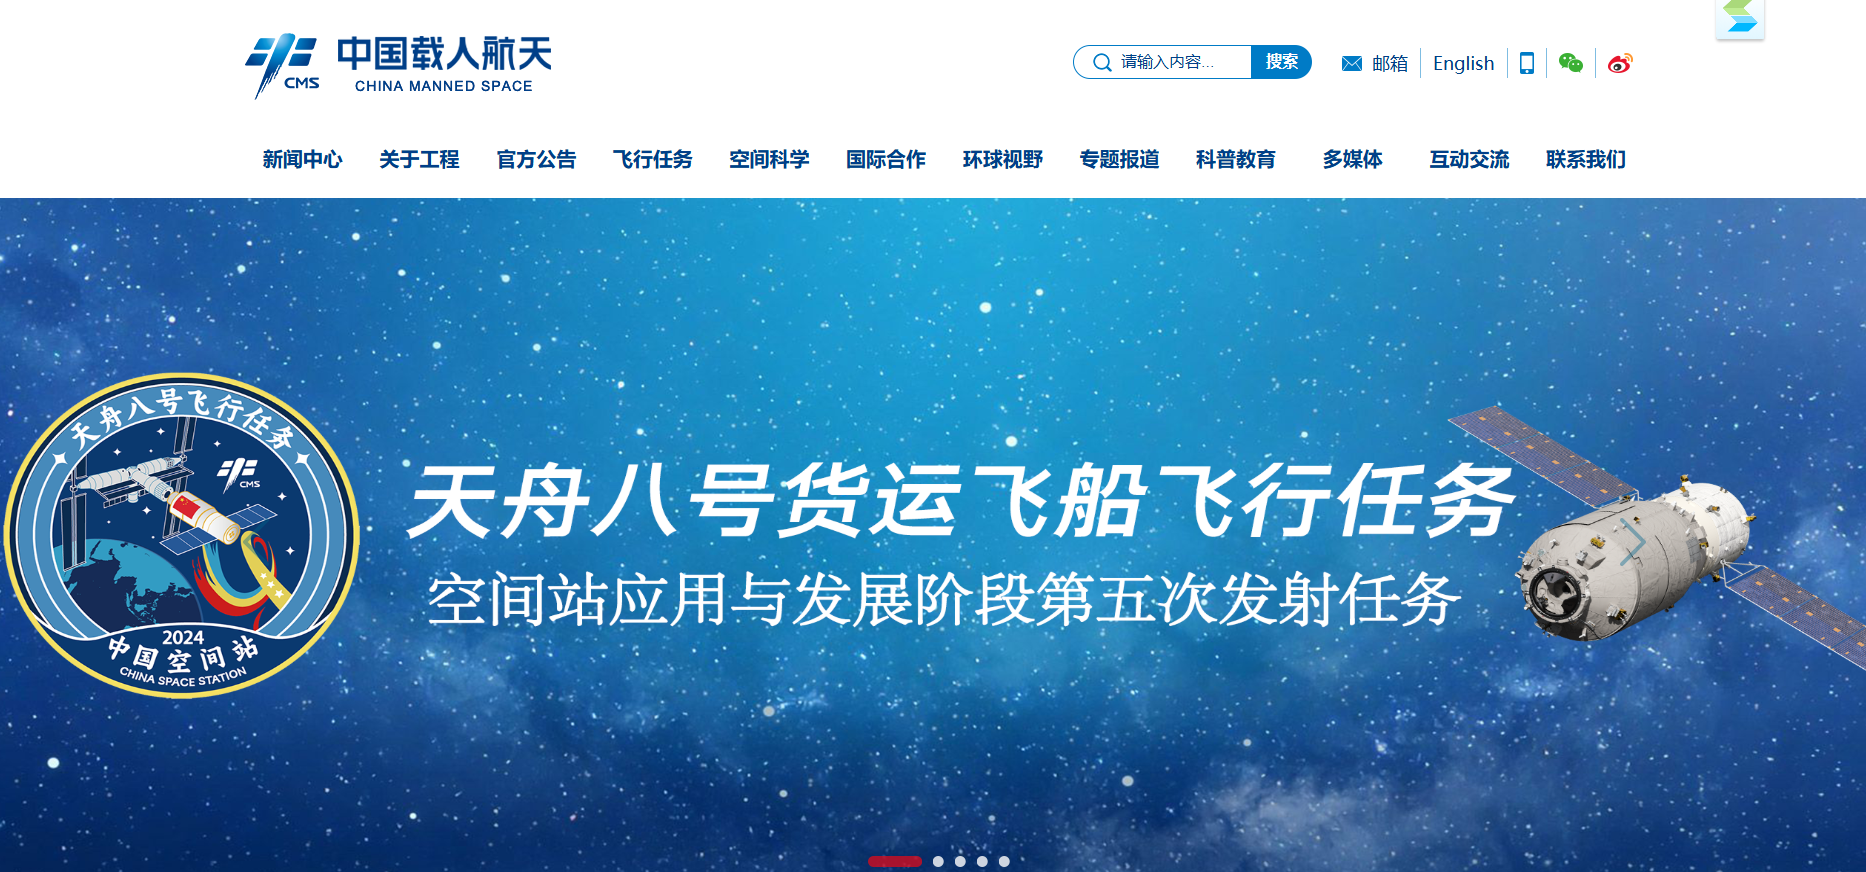 中国载人航天
CMS
CHINA MANNED SPACE
请输入内容...
搜索
邮箱
English
新闻中心 关于工程 官方公告 飞行任务 空间科学 国际合作 环球视野 专题报道 科普教育 多媒体 互动交流 联系我们
天舟八号飞行任务
CMS
2024
中国空间站
CHINA SPACE STATION
天舟八号货运飞船飞行任务
空间站应用与发展阶段第五次发射任务